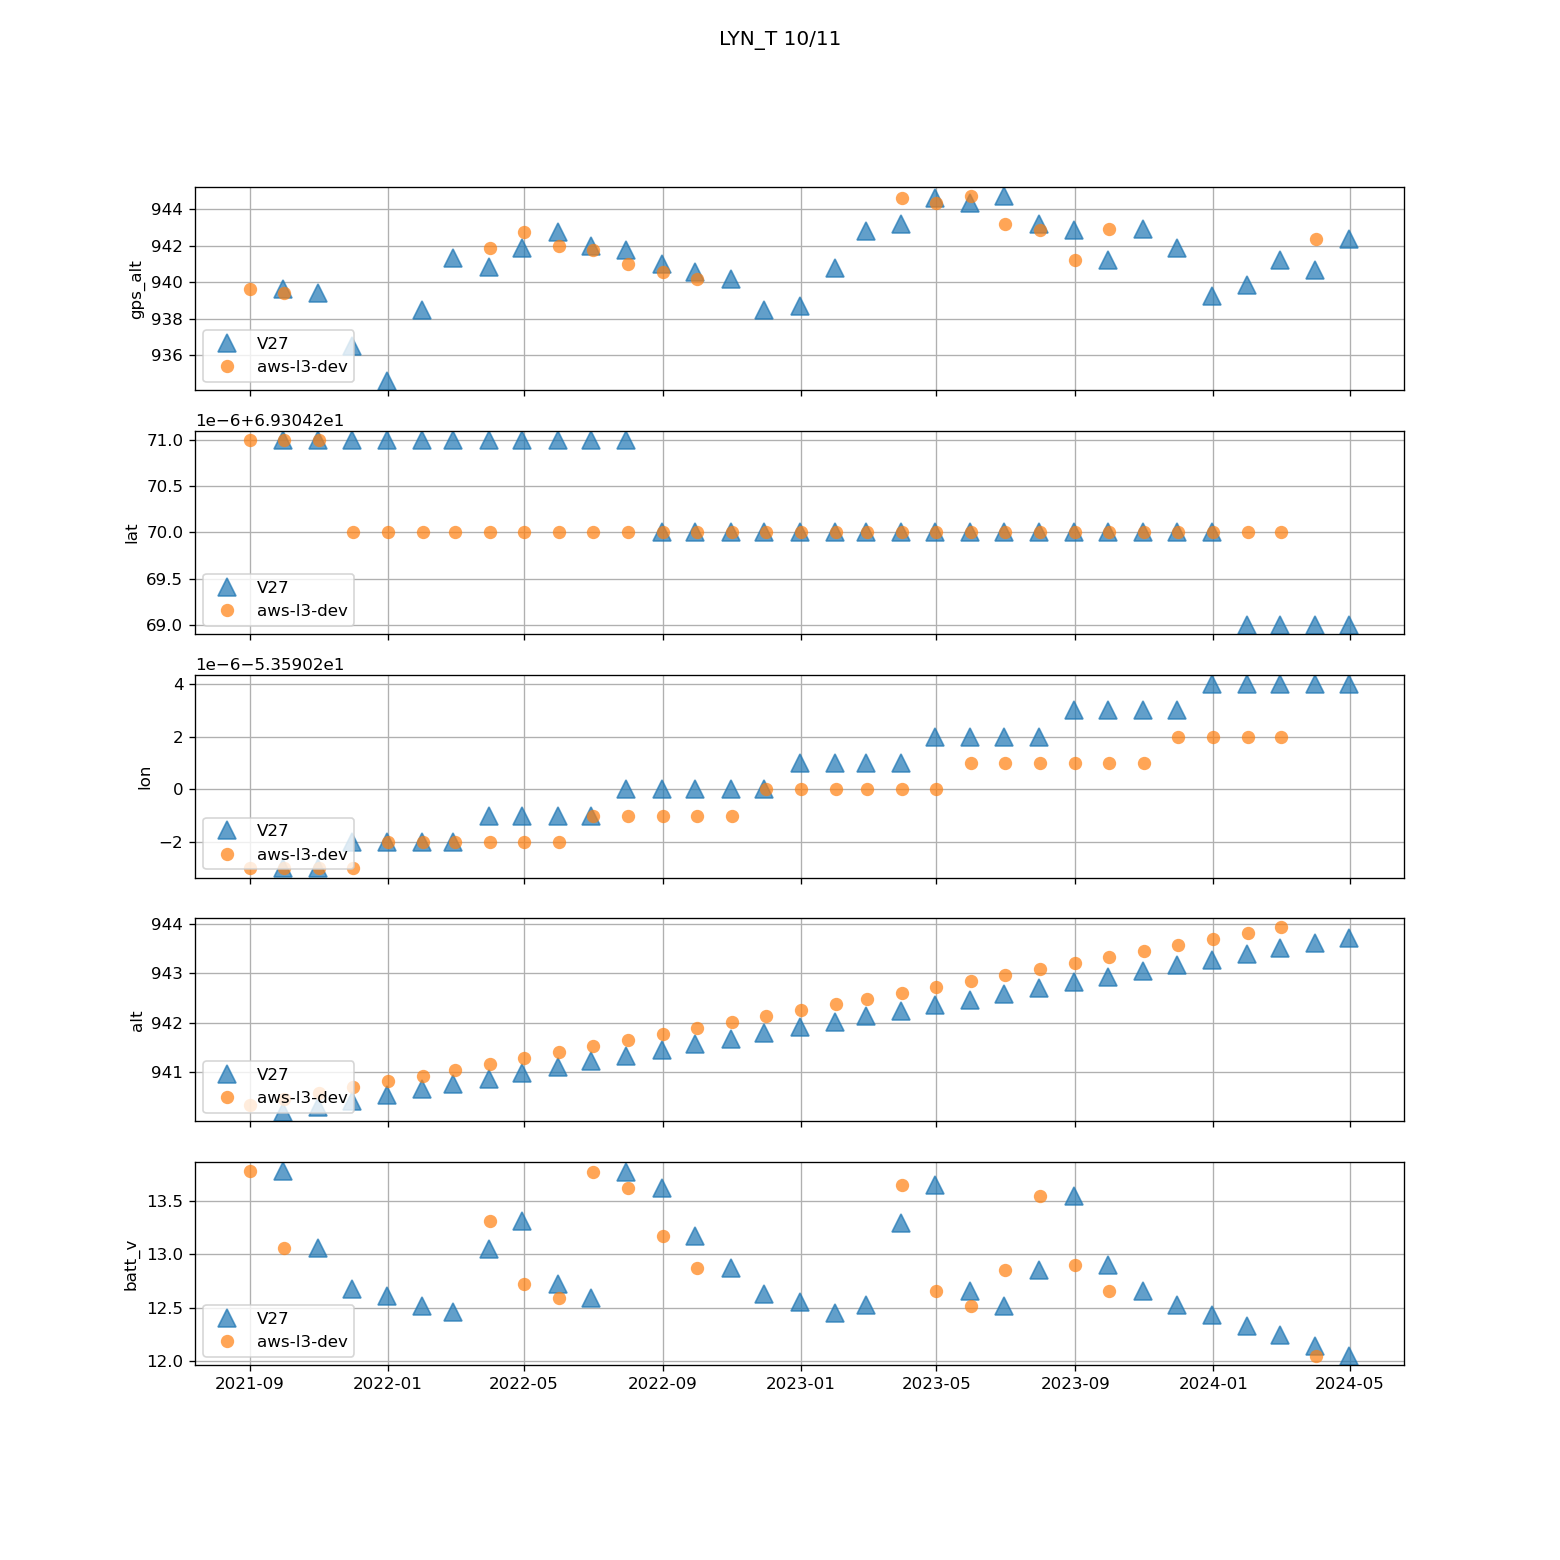 LYN_T 10/11
944
942
940
938
936
gps_alt
V27
aws-l3-dev
1e−6+6.93042e1
71.0
70.5
70.0
69.5
69.0
lat
V27
aws-l3-dev
1e−6−5.35902e1
4
2
0
−2
lon
V27
aws-l3-dev
944
943
942
941
alt
V27
aws-l3-dev
13.5
13.0
12.5
12.0
batt_v
V27
aws-l3-dev
2021-09 2022-01 2022-05 2022-09 2023-01 2023-05 2023-09 2024-01 2024-05